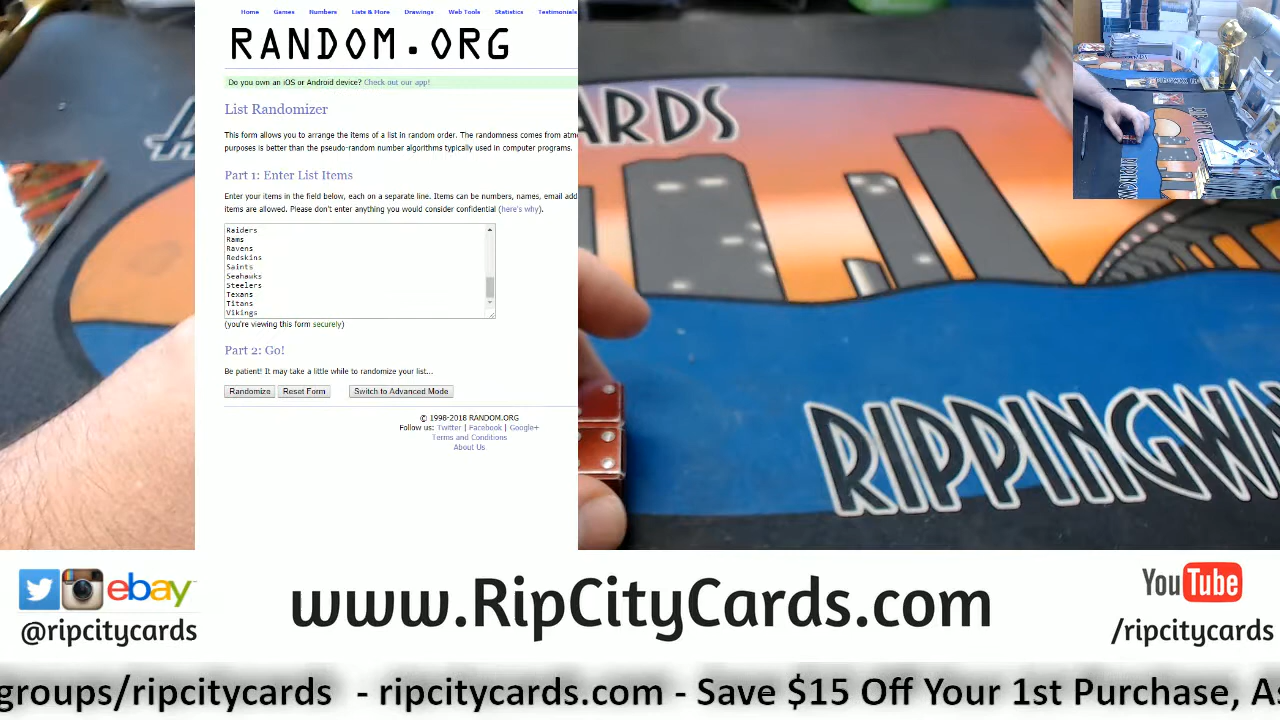 Home Games Numbers Lists & More Drawings Web Tools Statistics Testimonials
RANDOM.ORG
Do you own an iOS or Android device? Check out our app!
List Randomizer
This form allows you to arrange the items of a list in random order. The randomness comes from atm
purposes is better than the pseudo-random number algorithms typically used in computer programs.
Part 1: Enter List Items
Enter your items in the field below, each on a separate line. Items can be numbers, names, email add
items are allowed. Please don't enter anything you would consider confidential (here's why).
Raiders
Rams
Ravens
Redskins
Saints
Seahawks
Steelers
Texans
Titans
Vikings
(you're viewing this form securely)
Part 2: Go!
Be patient! It may take a little while to randomize your list...
Randomize Reset Form Switch to Advanced Mode
© 1998-2018 RANDOM.ORG
Follow us: Twitter | Facebook | Google+
Terms and Conditions
About Us
ARDS
RIPPINGWA
ebay
@ripcitycards
www.RipCityCards.com
YouTube
/ripcitycards
groups/ripcitycards - ripcitycards.com - Save $15 Off Your 1st Purchase, As